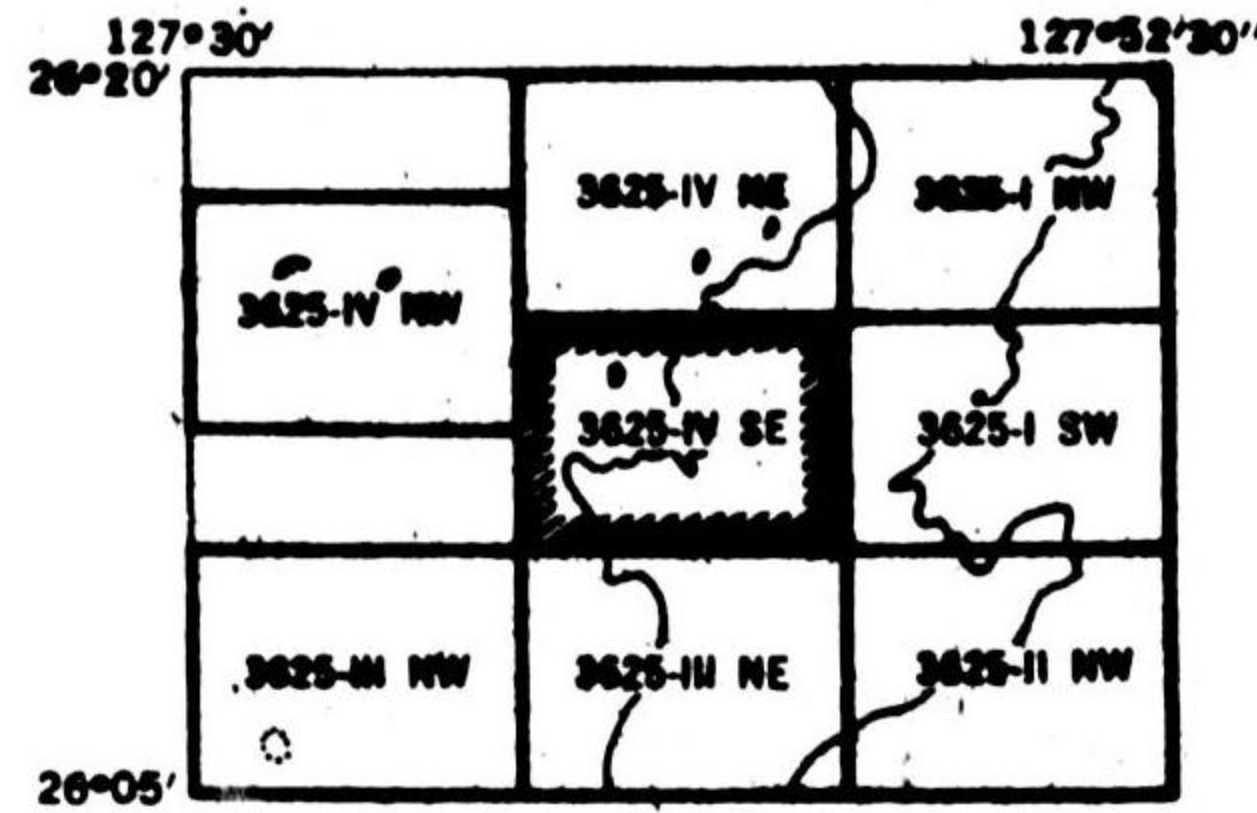 127°30'
127°52'30"
26°20'
3625-IV NE
3625-I NW
3625-IV NW
3625-IV SE
3625-I SW
3625-III NW
3625-III NE
3625-II NW
26°05'